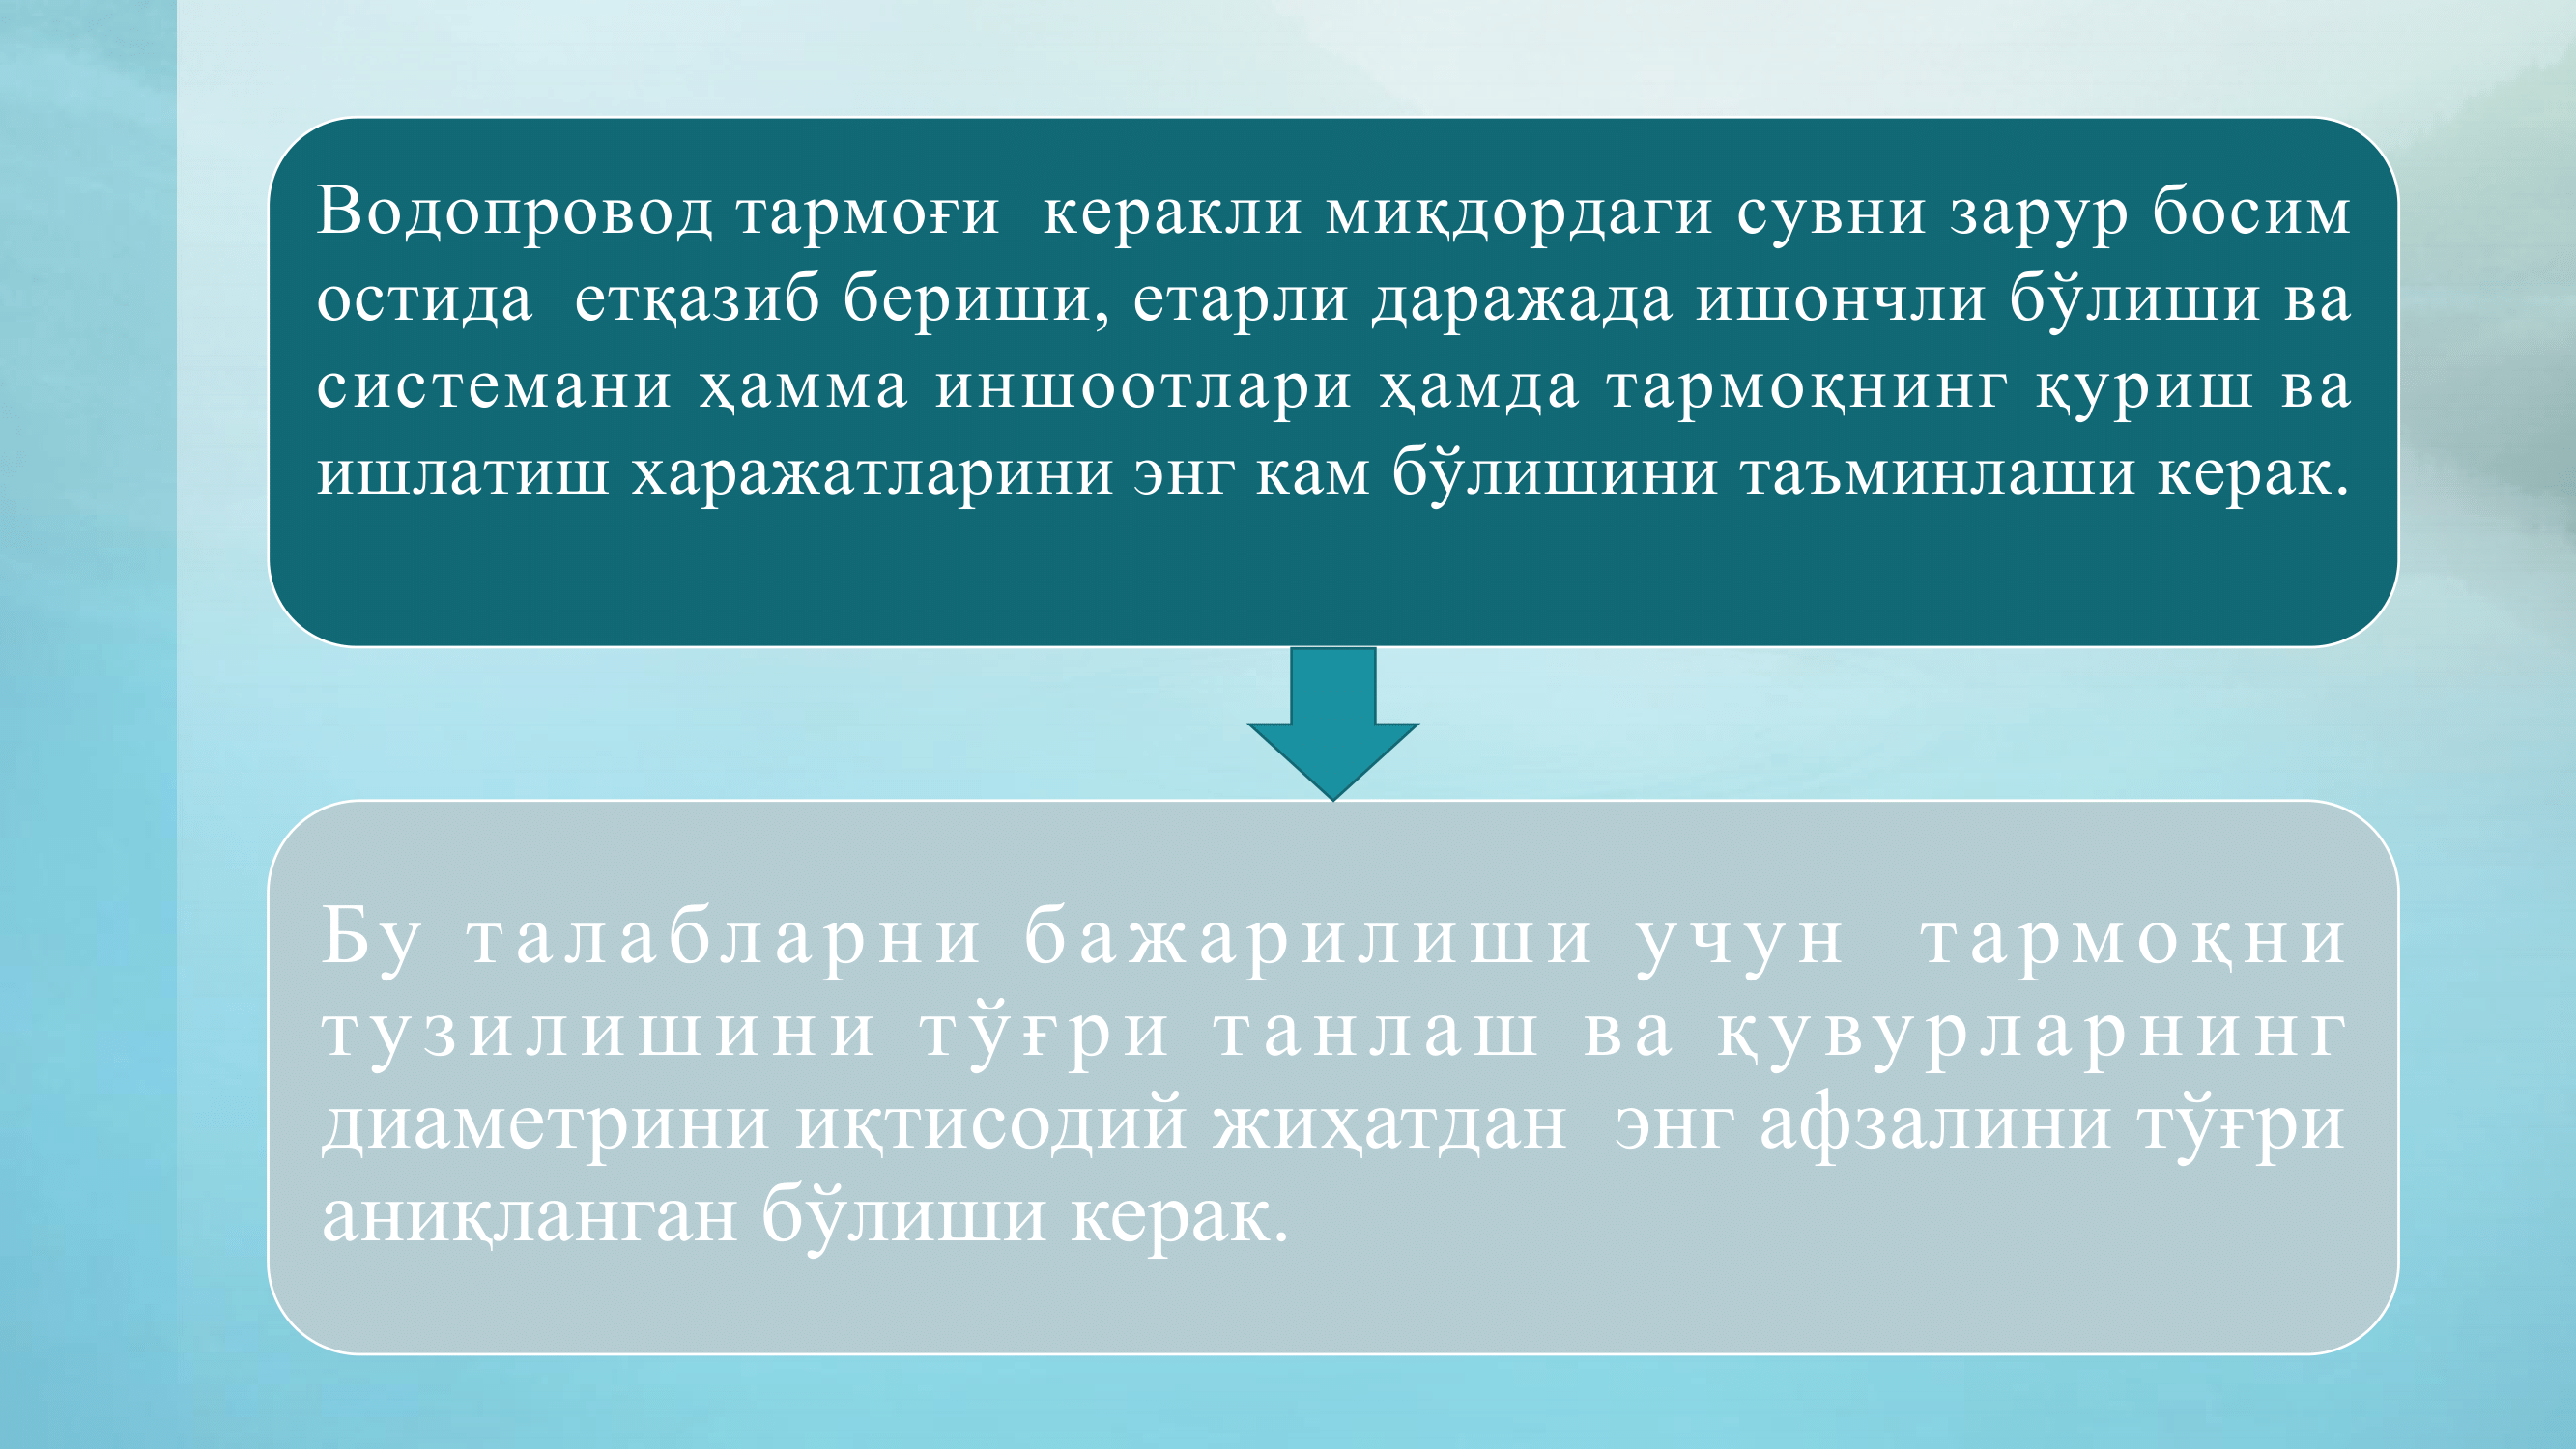 Водопровод тармоғи керакли миқдордаги сувни зарур босим
остида етқазиб бериши, етарли даражада ишончли бўлиши ва
системани ҳамма иншоотлари ҳамда тармоқнинг қуриш ва
ишлатиш харажатларини энг кам бўлишини таъминлаши керак.
Бу талабларни бажарилиши учун тармоқни
тузилишини тўғри танлаш ва қувурларнинг
диаметрини иқтисодий жиҳатдан энг афзалини тўғри
аниқланган бўлиши керак.